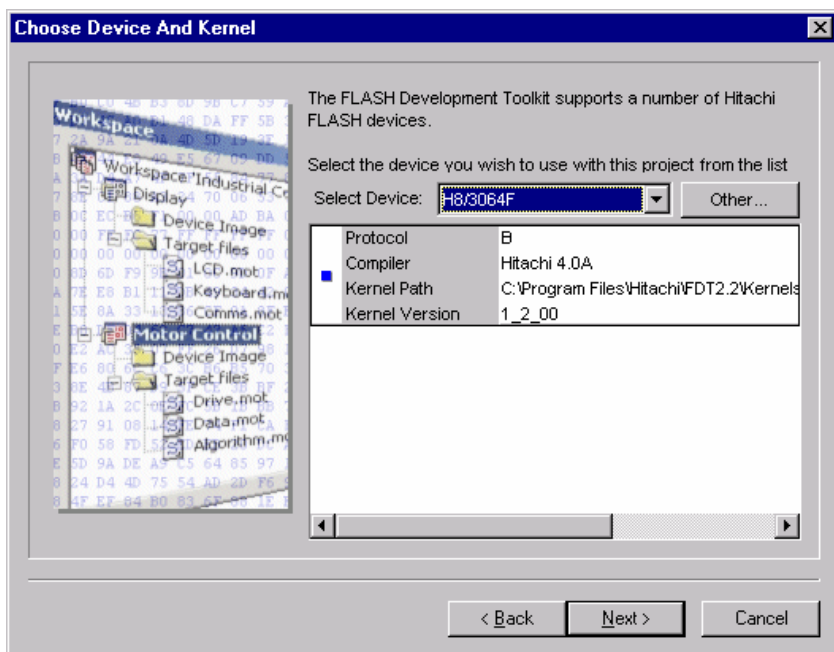 Choose Device And Kernel
The FLASH Development Toolkit supports a number of Hitachi
FLASH devices.
Select the device you wish to use with this project from the list
Select Device: H8/3064F Other...
Protocol B
Compiler Hitachi 4.0A
Kernel Path C:\Program Files\Hitachi\FDT2.2\Kernels
Kernel Version 1_2_00
Workspace
Workspace 'Industrial Co
Display
Device Image
Target files
LCD.mot
Keyboard.m
Comms.mot
Motor Control
Device Image
Target files
Drive.mot
Data.mot
Algorithm.mo
< Back Next > Cancel